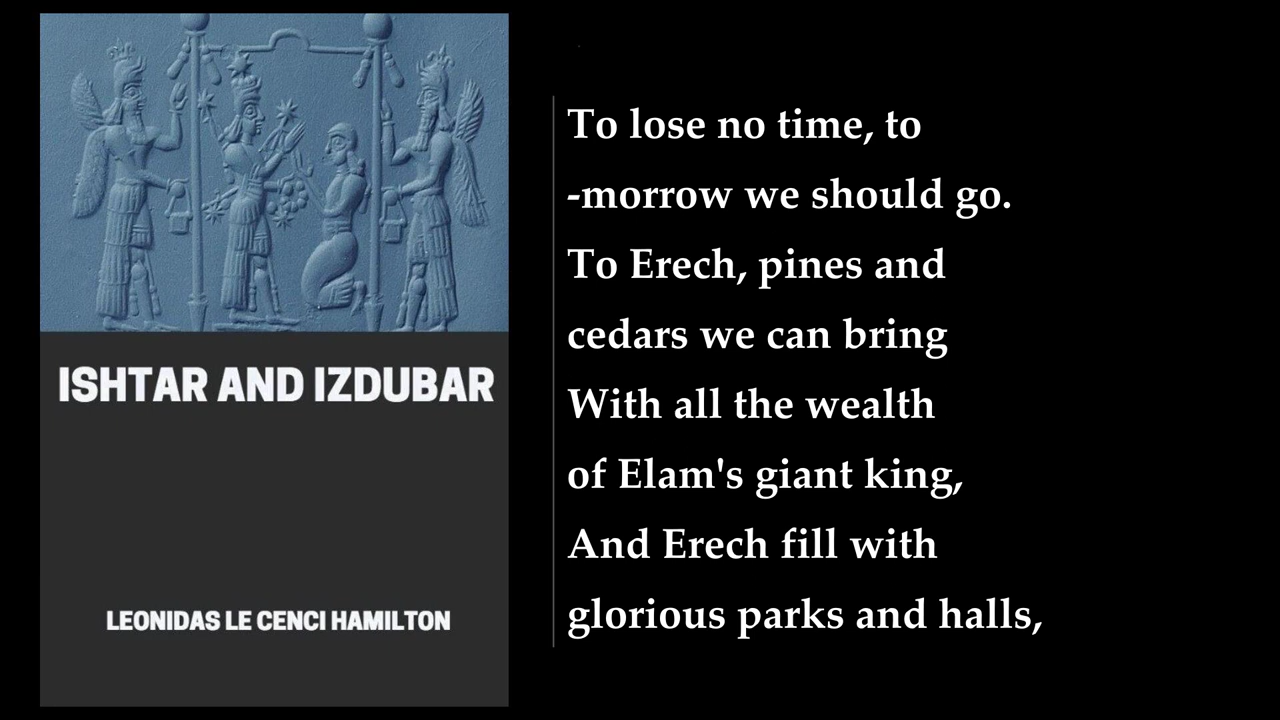 ISHTAR AND IZDUBAR
LEONIDAS LE CENCI HAMILTON
To lose no time, to
-morrow we should go.
To Erech, pines and
cedars we can bring
With all the wealth
of Elam's giant king,
And Erech fill with
glorious parks and halls,